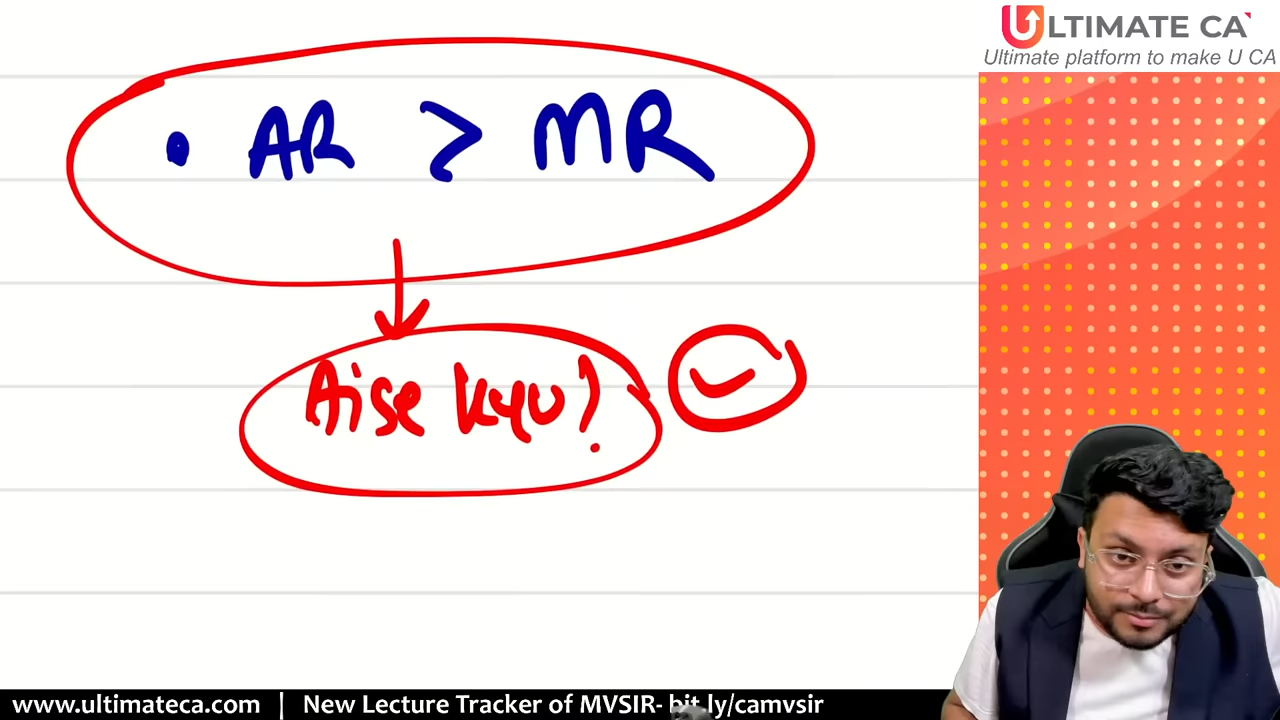 ULTIMATE CA
Ultimate platform to make U CA
• AR > MR
Aise kyu?
www.ultimateca.com | New Lecture Tracker of MVSIR- bit.ly/camvsir